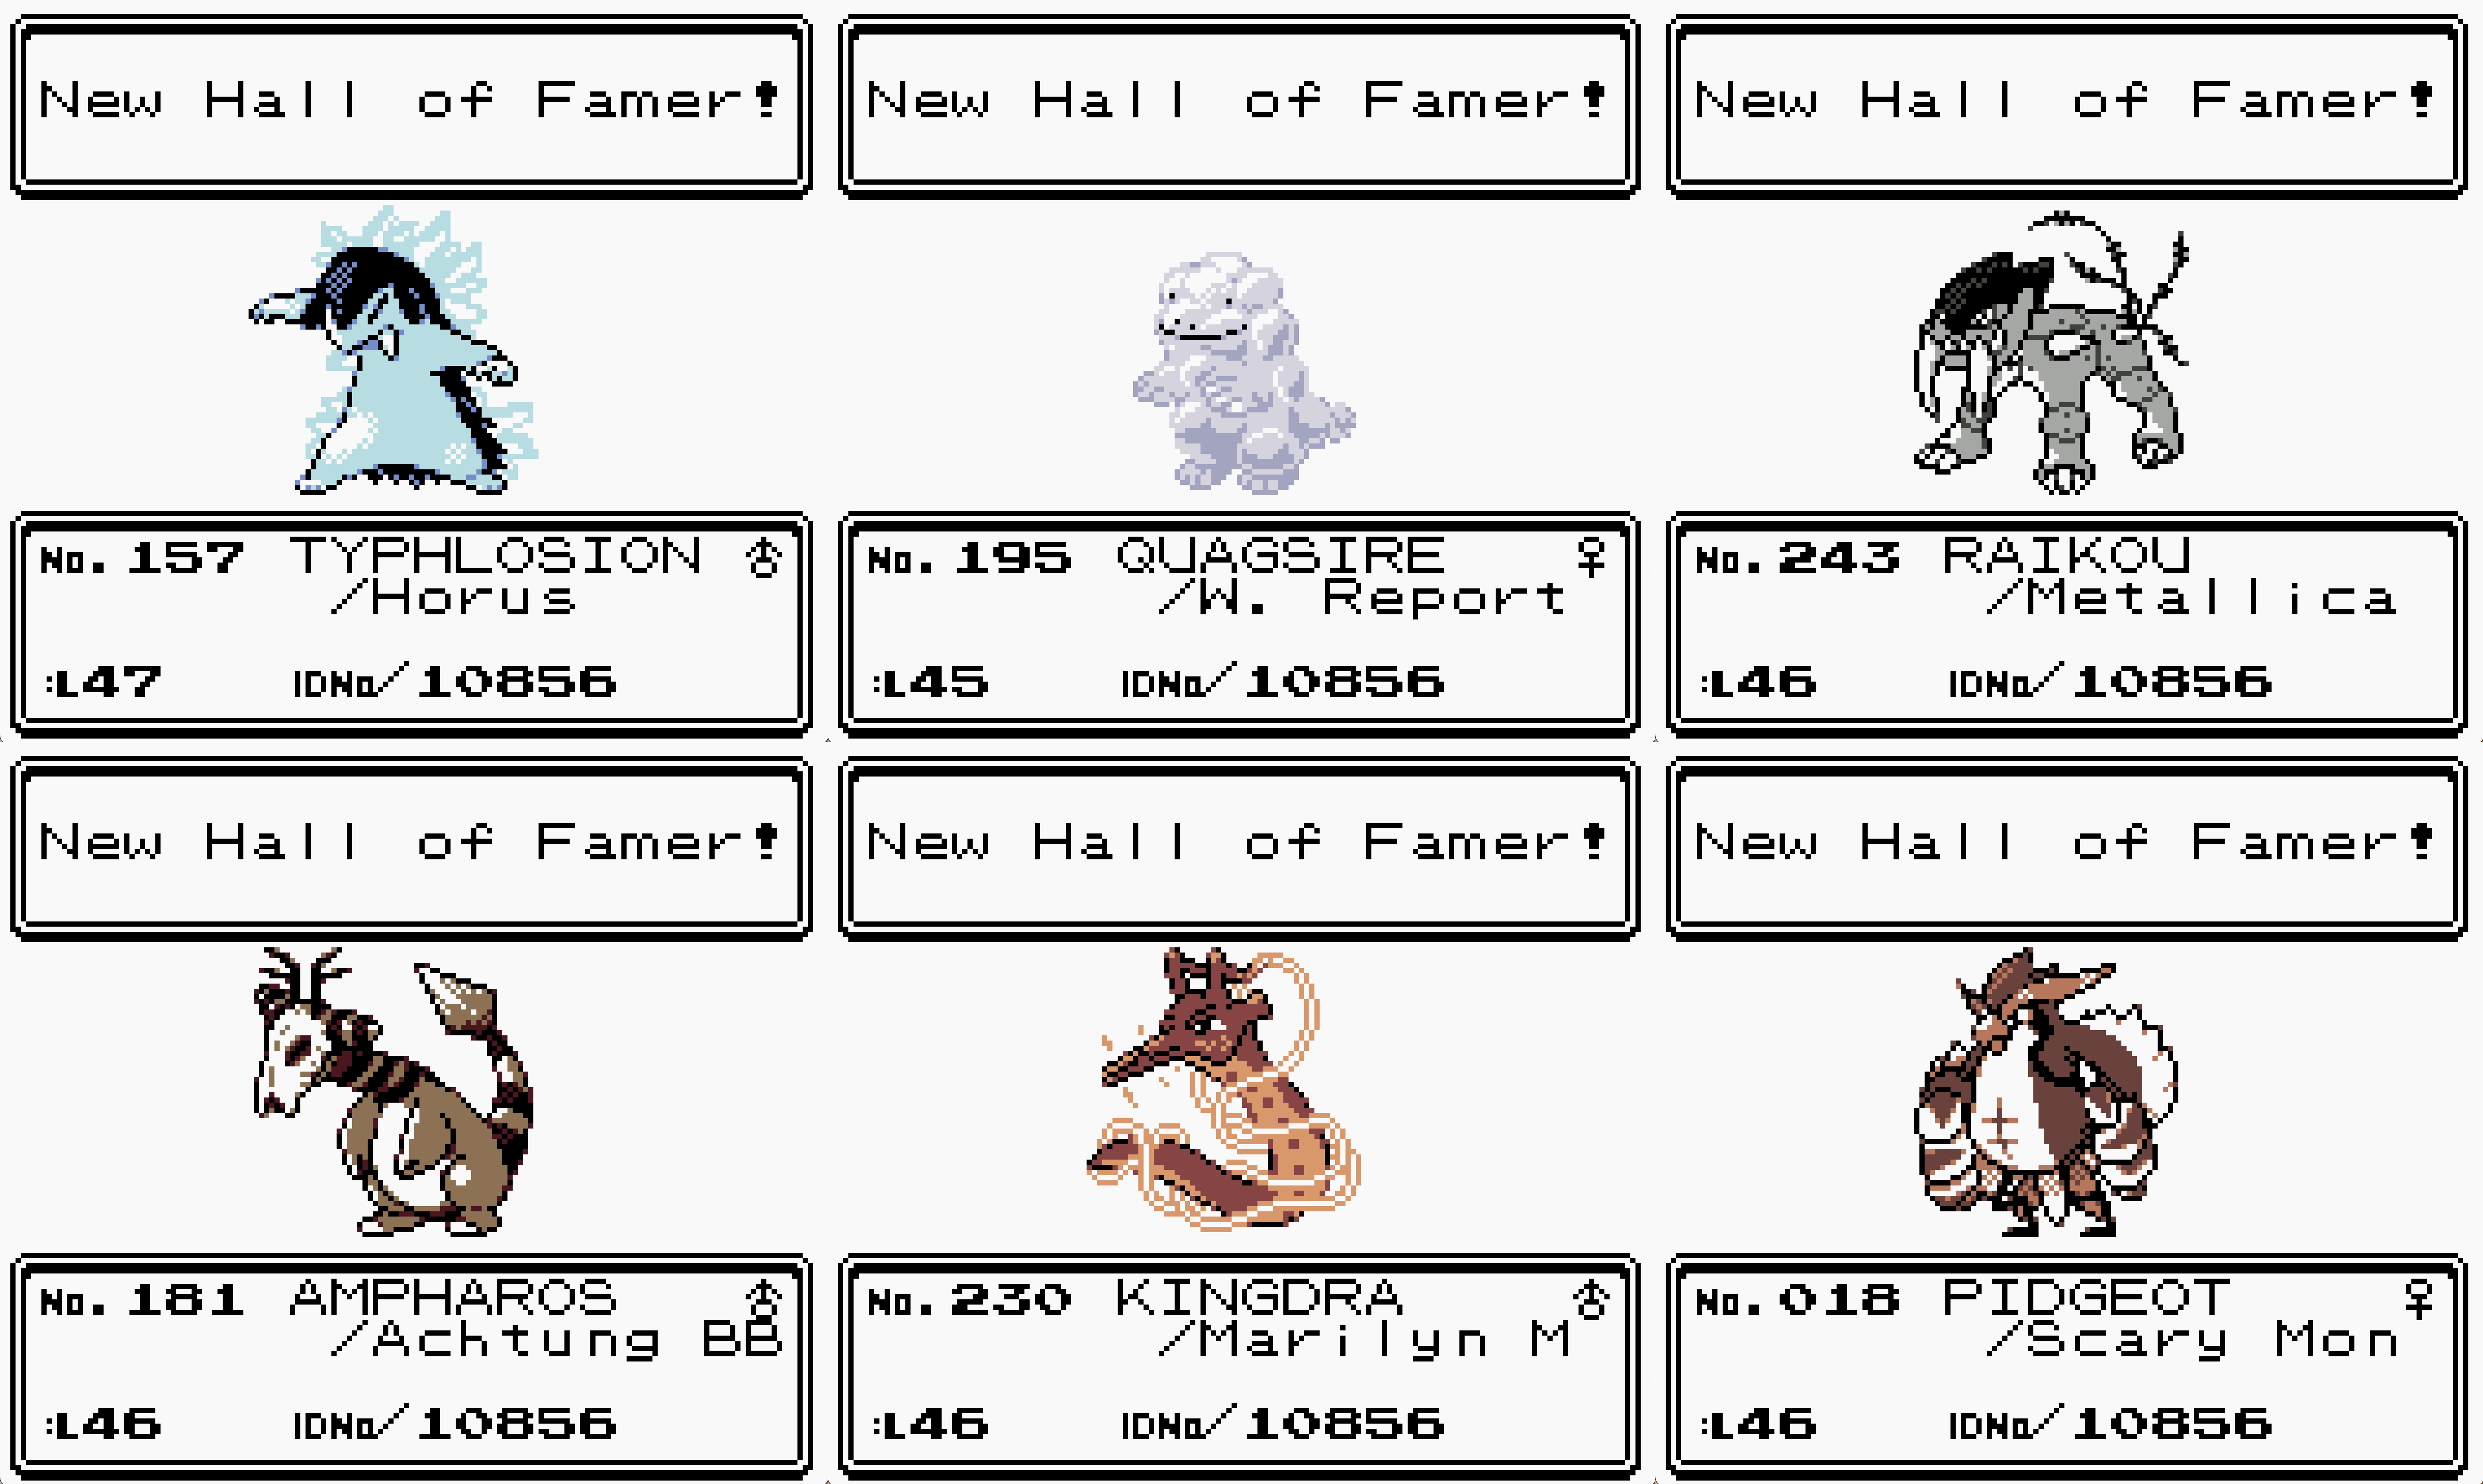 New Hall of Famer!
No.157 TYPHLOSION ♂
/Horus
:L47 IDNo/10856
New Hall of Famer!
No.195 QUAGSIRE ♀
/W. Report
:L45 IDNo/10856
New Hall of Famer!
No.243 RAIKOU
/Metallica
:L46 IDNo/10856
New Hall of Famer!
No.181 AMPHAROS ♂
/Achtung BB
:L46 IDNo/10856
New Hall of Famer!
No.230 KINGDRA ♂
/Marilyn M
:L46 IDNo/10856
New Hall of Famer!
No.018 PIDGEOT ♀
/Scary Mon
:L46 IDNo/10856